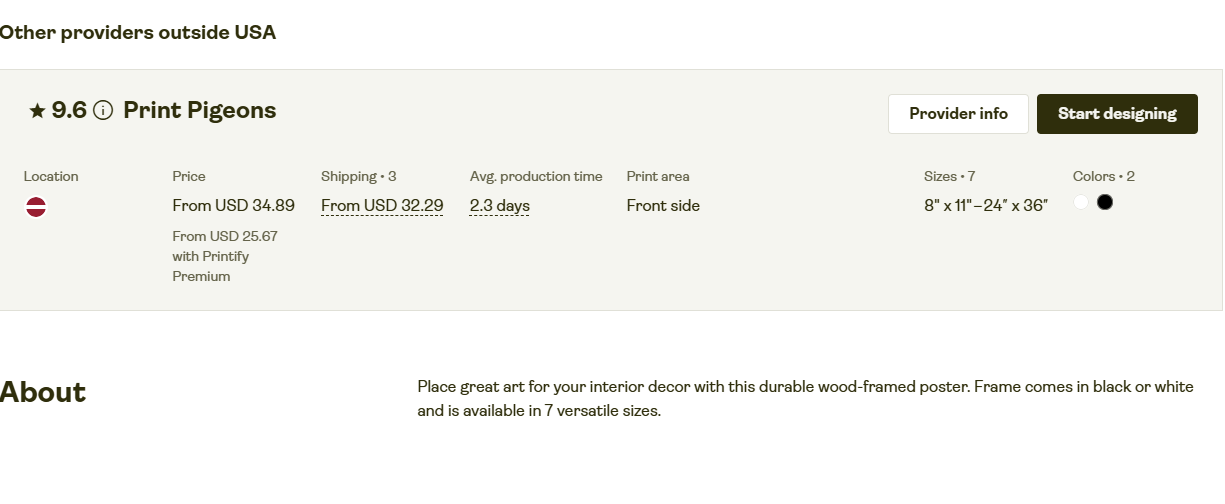 Other providers outside USA
9.6 Print Pigeons
Provider info
Start designing
Location
Price
Shipping • 3
Avg. production time
Print area
Sizes • 7
Colors • 2
From USD 34.89
From USD 32.29
2.3 days
Front side
8" x 11"–24″ x 36″
From USD 25.67
with Printify
Premium
About
Place great art for your interior decor with this durable wood-framed poster. Frame comes in black or white
and is available in 7 versatile sizes.